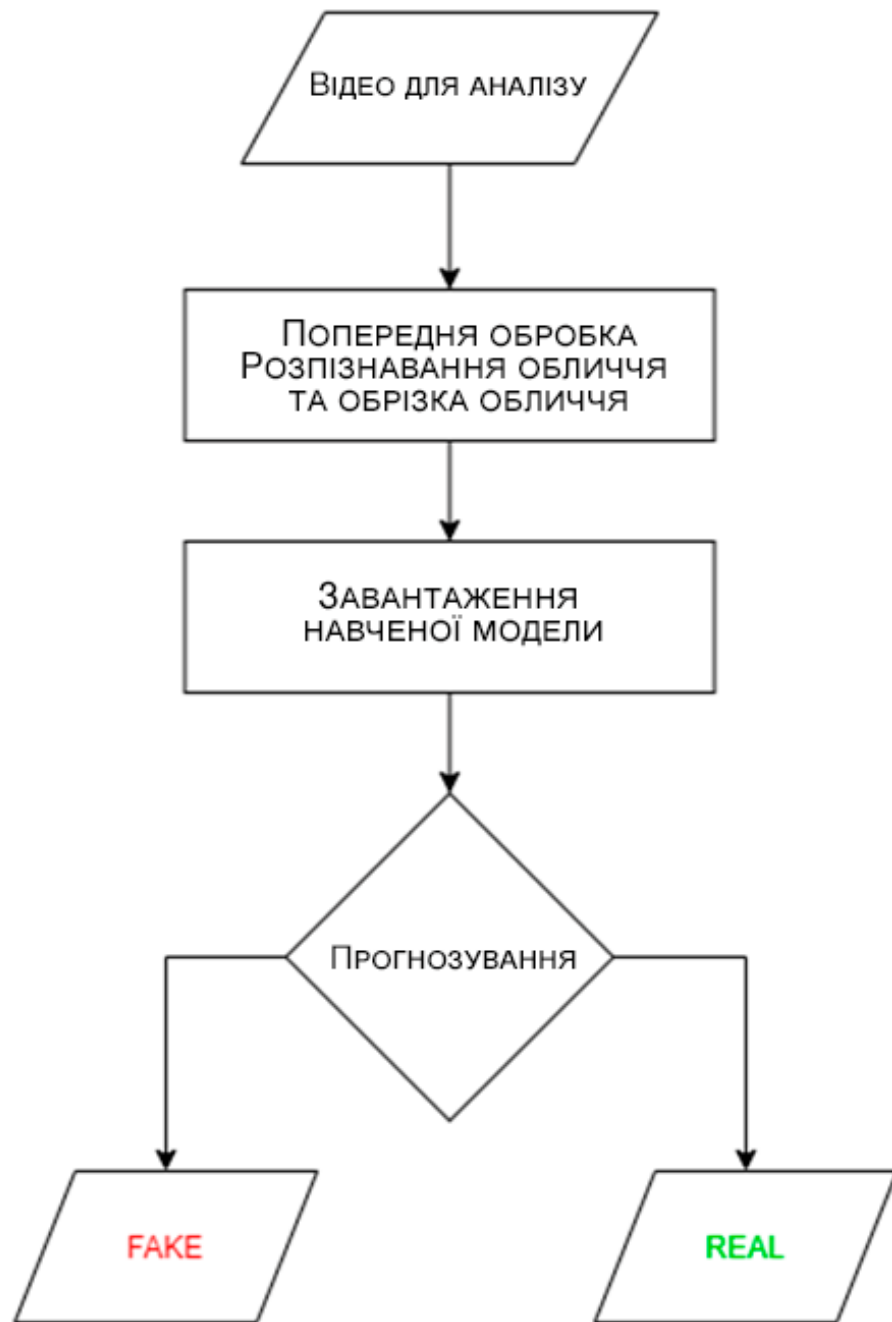 Відео для аналізу
Попередня обробка
Розпізнавання обличчя
та обрізка обличчя
Завантаження
навченої моделі
Прогнозування
FAKE
REAL